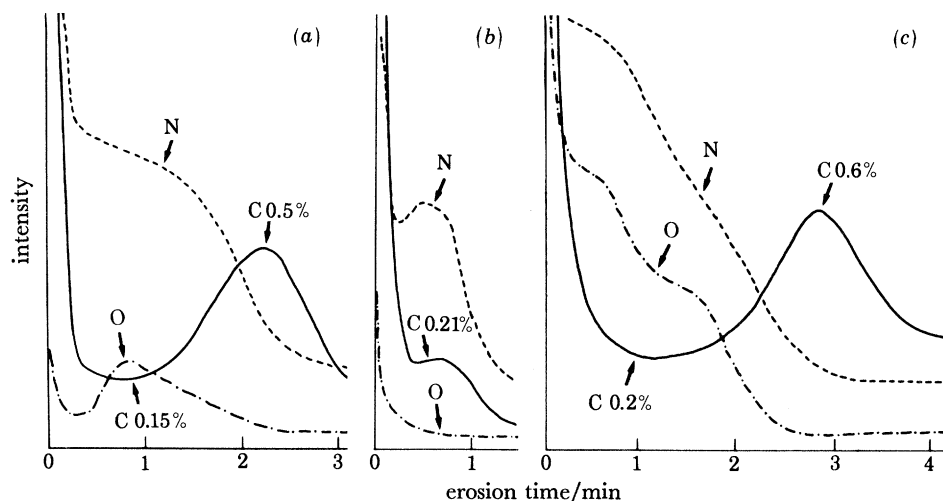 (a)
(b)
(c)
intensity
N
C 0.5%
O
C 0.15%
N
C 0.21%
O
N
C 0.6%
O
C 0.2%
0 1 2 3
0 1
0 1 2 3 4
erosion time/min